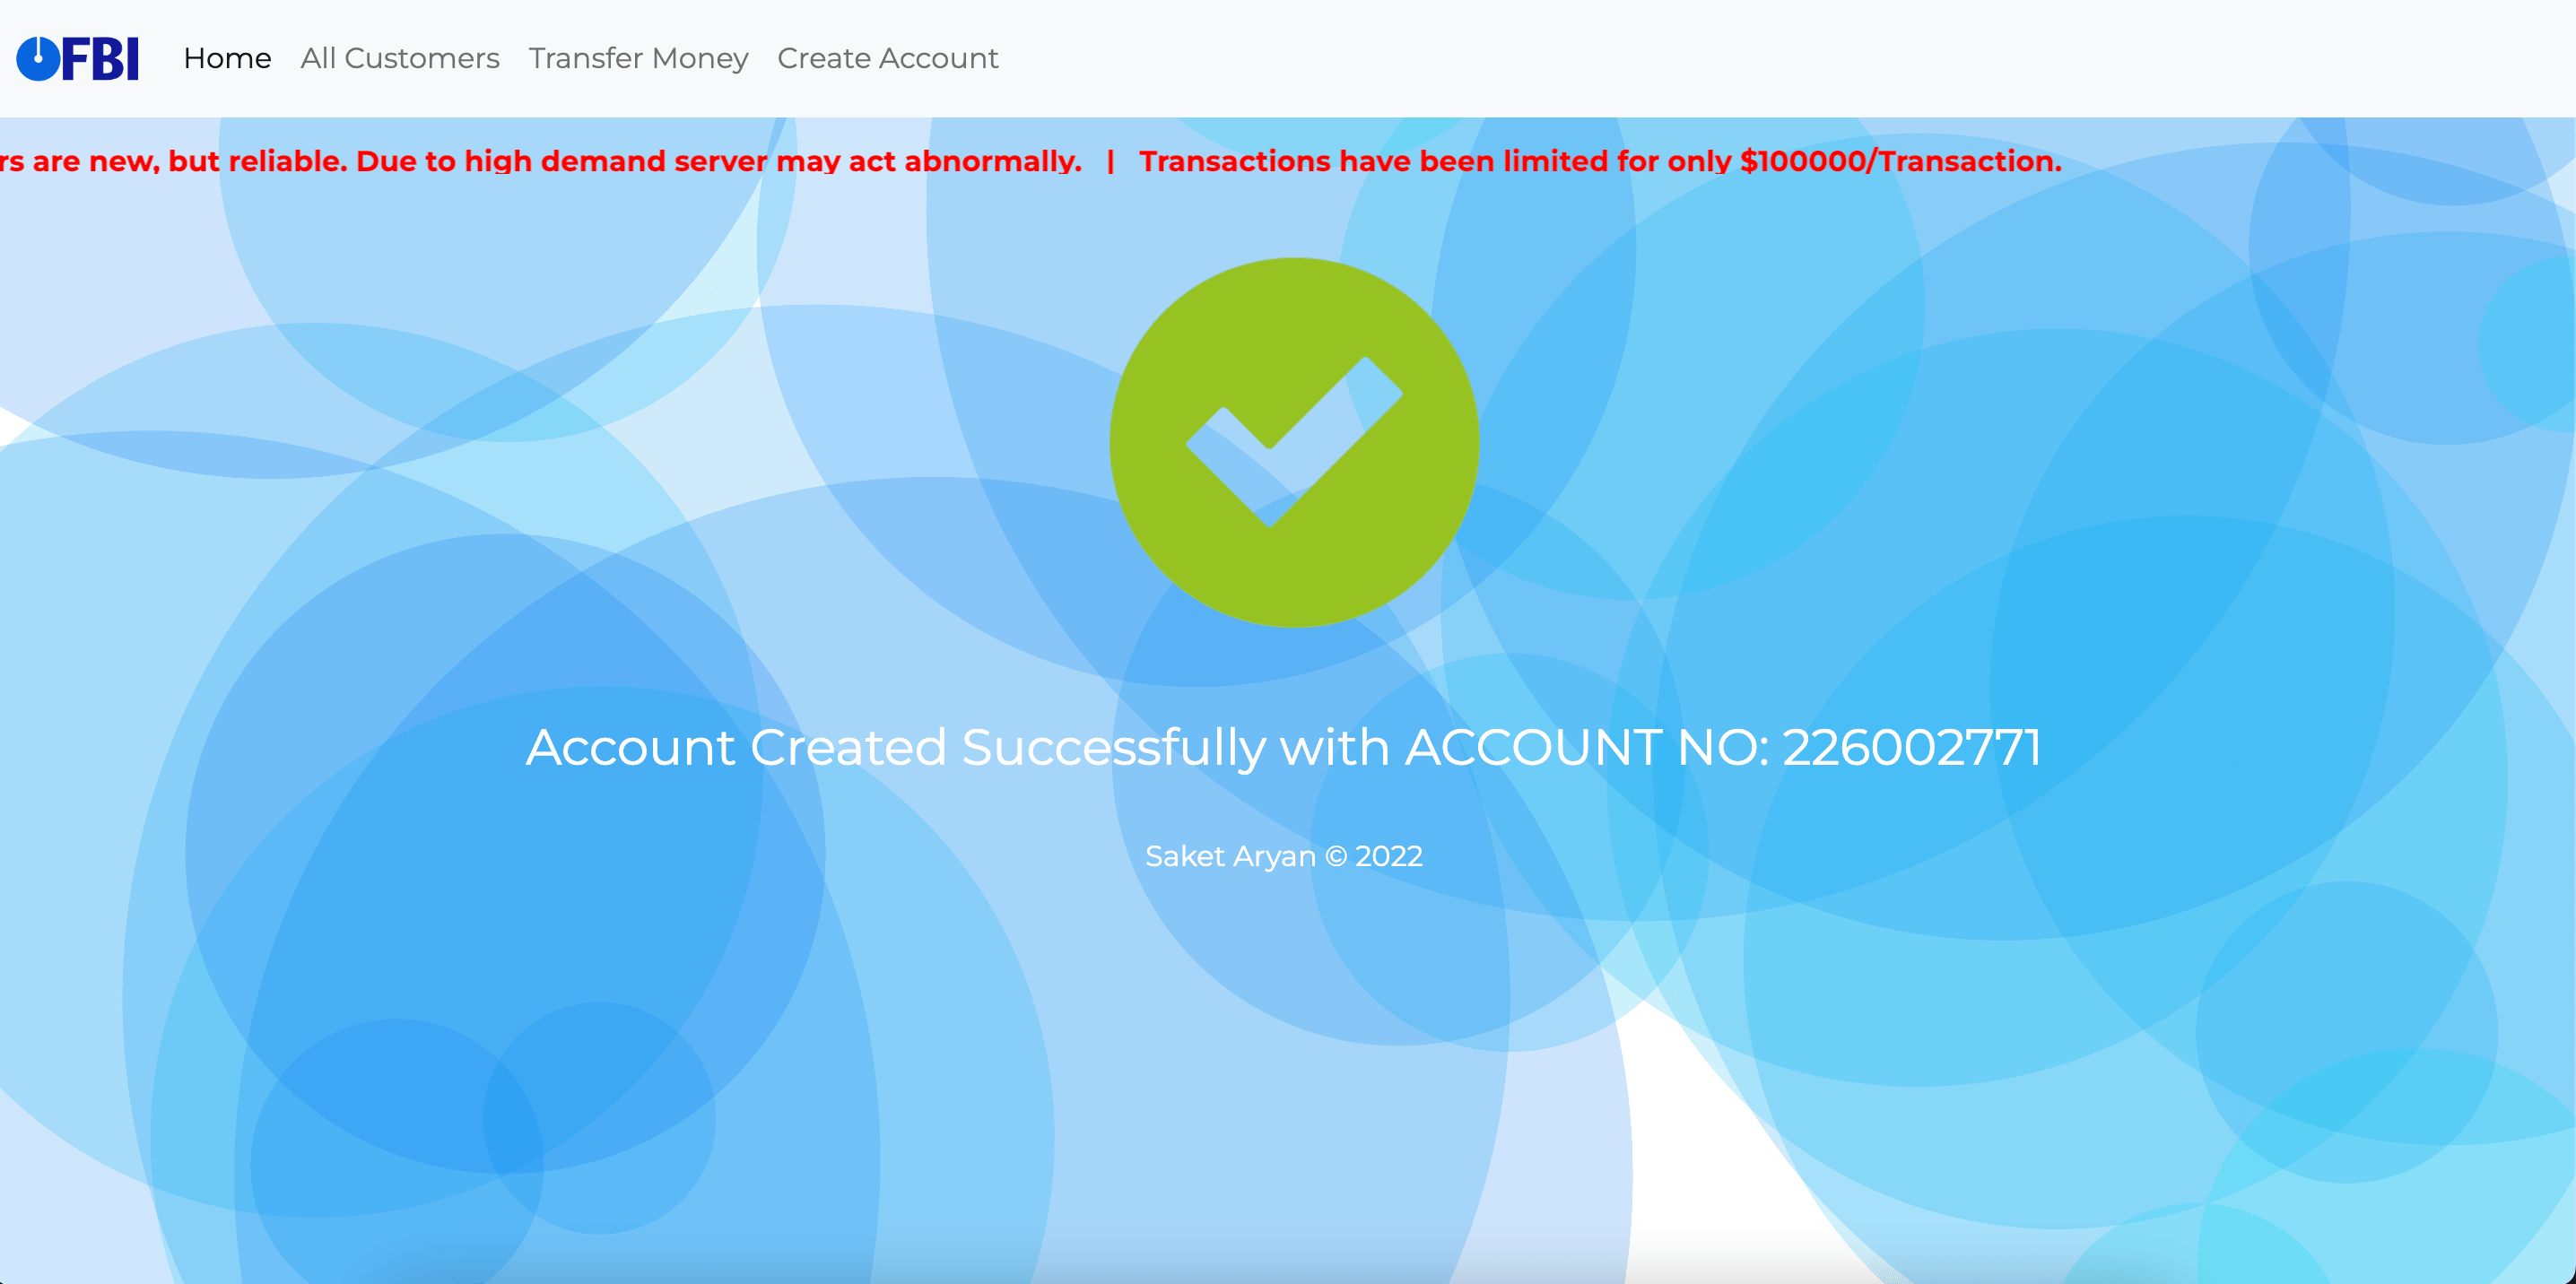 FBI
Home All Customers Transfer Money Create Account
are new, but reliable. Due to high demand server may act abnormally. | Transactions have been limited for only $100000/Transaction.
Account Created Successfully with ACCOUNT NO: 226002771
Saket Aryan © 2022